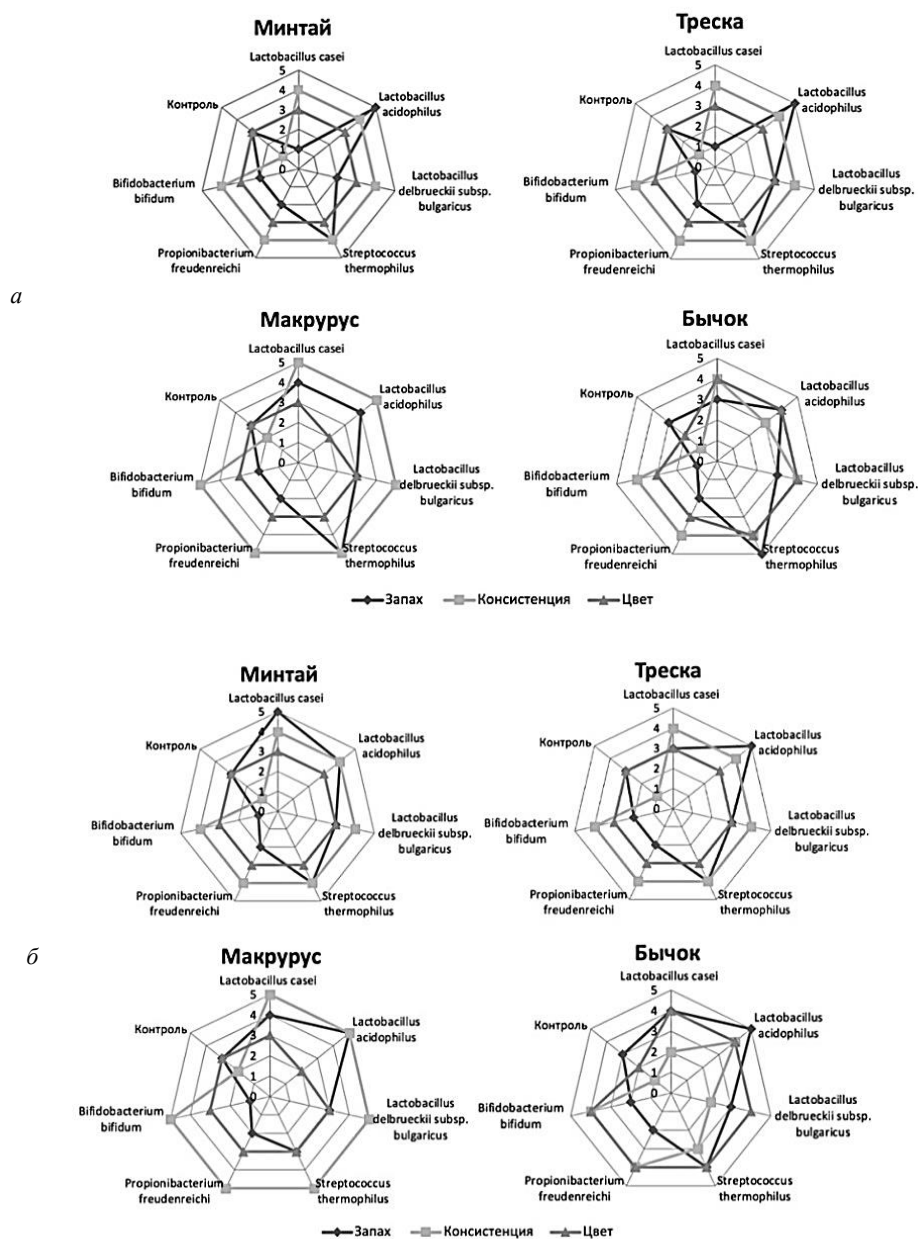 Минтай
Lactobacillus casei
5
4
3
2
1
0
Lactobacillus
acidophilus
Lactobacillus
delbrueckii subsp.
bulgaricus
Streptococcus
thermophilus
Propionibacterium
freudenreichi
Bifidobacterium
bifidum
Контроль
Треска
Lactobacillus casei
5
4
3
2
1
0
Lactobacillus
acidophilus
Lactobacillus
delbrueckii subsp.
bulgaricus
Streptococcus
thermophilus
Propionibacterium
freudenreichi
Bifidobacterium
bifidum
Контроль
а
Макрурус
Lactobacillus casei
5
4
3
2
1
0
Lactobacillus
acidophilus
Lactobacillus
delbrueckii subsp.
bulgaricus
Streptococcus
thermophilus
Propionibacterium
freudenreichi
Bifidobacterium
bifidum
Контроль
Бычок
Lactobacillus casei
5
4
3
2
1
0
Lactobacillus
acidophilus
Lactobacillus
delbrueckii subsp.
bulgaricus
Streptococcus
thermophilus
Propionibacterium
freudenreichi
Bifidobacterium
bifidum
Контроль
Запах Консистенция Цвет
Минтай
Lactobacillus casei
5
4
3
2
1
0
Lactobacillus
acidophilus
Lactobacillus
delbrueckii subsp.
bulgaricus
Streptococcus
thermophilus
Propionibacterium
freudenreichi
Bifidobacterium
bifidum
Контроль
Треска
Lactobacillus casei
5
4
3
2
1
0
Lactobacillus
acidophilus
Lactobacillus
delbrueckii subsp.
bulgaricus
Streptococcus
thermophilus
Propionibacterium
freudenreichi
Bifidobacterium
bifidum
Контроль
б
Макрурус
Lactobacillus casei
5
4
3
2
1
0
Lactobacillus
acidophilus
Lactobacillus
delbrueckii subsp.
bulgaricus
Streptococcus
thermophilus
Propionibacterium
freudenreichi
Bifidobacterium
bifidum
Контроль
Бычок
Lactobacillus casei
5
4
3
2
1
0
Lactobacillus
acidophilus
Lactobacillus
delbrueckii subsp.
bulgaricus
Streptococcus
thermophilus
Propionibacterium
freudenreichi
Bifidobacterium
bifidum
Контроль
Запах Консистенция Цвет